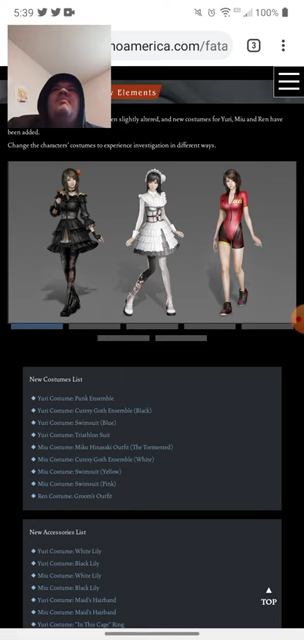 5:39
100%
noamerica.com/fata
3
Elements
en slightly altered, and new costumes for Yuri, Miu and Ren have
been added.
Change the characters' costumes to experience investigation in different ways.
New Costumes List
◆ Yuri Costume: Punk Ensemble
◆ Yuri Costume: Cutesy Goth Ensemble (Black)
◆ Yuri Costume: Swimsuit (Blue)
◆ Yuri Costume: Triathlon Suit
◆ Miu Costume: Miku Hinasaki Outfit (The Tormented)
◆ Miu Costume: Cutesy Goth Ensemble (White)
◆ Miu Costume: Swimsuit (Yellow)
◆ Miu Costume: Swimsuit (Pink)
◆ Ren Costume: Groom's Outfit
New Accessories List
◆ Yuri Costume: White Lily
◆ Yuri Costume: Black Lily
◆ Miu Costume: White Lily
◆ Miu Costume: Black Lily
◆ Yuri Costume: Maid's Hairband
◆ Miu Costume: Maid's Hairband
◆ Yuri Costume: "In This Cage" Ring
TOP